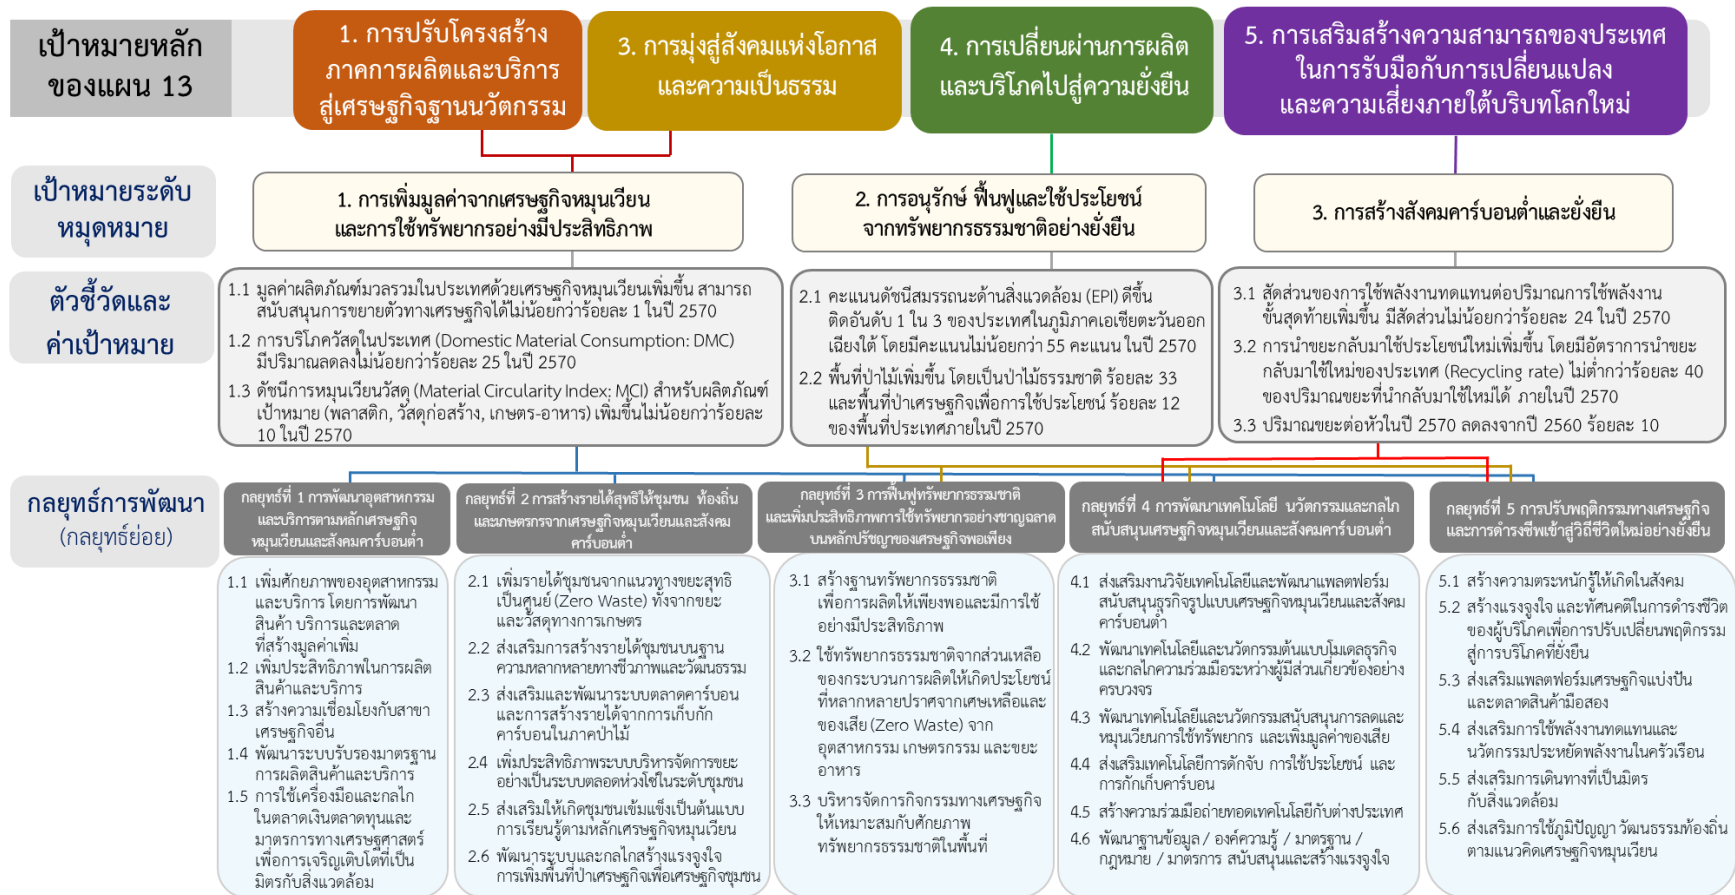 เป้าหมายหลัก
ของแผน 13
1. การปรับโครงสร้าง
ภาคการผลิตและบริการ
สู่เศรษฐกิจฐานนวัตกรรม
3. การมุ่งสู่สังคมแห่งโอกาส
และความเป็นธรรม
4. การเปลี่ยนผ่านการผลิต
และบริโภคไปสู่ความยั่งยืน
5. การเสริมสร้างความสามารถของประเทศ
ในการรับมือกับการเปลี่ยนแปลง
และความเสี่ยงภายใต้บริบทโลกใหม่
เป้าหมายระดับ
หมุดหมาย
1. การเพิ่มมูลค่าจากเศรษฐกิจหมุนเวียน
และการใช้ทรัพยากรอย่างมีประสิทธิภาพ
2. การอนุรักษ์ ฟื้นฟูและใช้ประโยชน์
จากทรัพยากรธรรมชาติอย่างยั่งยืน
3. การสร้างสังคมคาร์บอนต่ำและยั่งยืน
ตัวชี้วัดและ
ค่าเป้าหมาย
1.1 มูลค่าผลิตภัณฑ์มวลรวมในประเทศด้วยเศรษฐกิจหมุนเวียนเพิ่มขึ้น สามารถ
สนับสนุนการขยายตัวทางเศรษฐกิจได้ไม่น้อยกว่าร้อยละ 1 ในปี 2570
1.2 การบริโภควัสดุในประเทศ (Domestic Material Consumption: DMC)
มีปริมาณลดลงไม่น้อยกว่าร้อยละ 25 ในปี 2570
1.3 ดัชนีการหมุนเวียนวัสดุ (Material Circularity Index: MCI) สำหรับผลิตภัณฑ์
เป้าหมาย (พลาสติก, วัสดุก่อสร้าง, เกษตร-อาหาร) เพิ่มขึ้นไม่น้อยกว่าร้อยละ
10 ในปี 2570
2.1 คะแนนดัชนีสมรรถนะด้านสิ่งแวดล้อม (EPI) ดีขึ้น
ติดอันดับ 1 ใน 3 ของประเทศในภูมิภาคเอเชียตะวันออก
เฉียงใต้ โดยมีคะแนนไม่น้อยกว่า 55 คะแนน ในปี 2570
2.2 พื้นที่ป่าไม้เพิ่มขึ้น โดยเป็นป่าไม้ธรรมชาติ ร้อยละ 33
และพื้นที่ป่าเศรษฐกิจเพื่อการใช้ประโยชน์ ร้อยละ 12
ของพื้นที่ประเทศภายในปี 2570
3.1 สัดส่วนของการใช้พลังงานทดแทนต่อปริมาณการใช้พลังงาน
ขั้นสุดท้ายเพิ่มขึ้น มีสัดส่วนไม่น้อยกว่าร้อยละ 24 ในปี 2570
3.2 การนำขยะกลับมาใช้ประโยชน์ใหม่เพิ่มขึ้น โดยมีอัตราการนำขยะ
กลับมาใช้ใหม่ของประเทศ (Recycling rate) ไม่ต่ำกว่าร้อยละ 40
ของปริมาณขยะที่นำกลับมาใช้ใหม่ได้ ภายในปี 2570
3.3 ปริมาณขยะต่อหัวในปี 2570 ลดลงจากปี 2560 ร้อยละ 10
กลยุทธ์การพัฒนา
(กลยุทธ์ย่อย)
กลยุทธ์ที่ 1 การพัฒนาอุตสาหกรรม
และบริการตามหลักเศรษฐกิจ
หมุนเวียนและสังคมคาร์บอนต่ำ
กลยุทธ์ที่ 2 การสร้างรายได้สุทธิให้ชุมชน ท้องถิ่น
และเกษตรกรจากเศรษฐกิจหมุนเวียนและสังคม
คาร์บอนต่ำ
กลยุทธ์ที่ 3 การฟื้นฟูทรัพยากรธรรมชาติ
และเพิ่มประสิทธิภาพการใช้ทรัพยากรอย่างชาญฉลาด
บนหลักปรัชญาของเศรษฐกิจพอเพียง
กลยุทธ์ที่ 4 การพัฒนาเทคโนโลยี นวัตกรรมและกลไก
สนับสนุนเศรษฐกิจหมุนเวียนและสังคมคาร์บอนต่ำ
กลยุทธ์ที่ 5 การปรับพฤติกรรมทางเศรษฐกิจ
และการดำรงชีพเข้าสู่วิถีชีวิตใหม่อย่างยั่งยืน
1.1 เพิ่มศักยภาพของอุตสาหกรรม
และบริการ โดยการพัฒนา
สินค้า บริการและตลาด
ที่สร้างมูลค่าเพิ่ม
1.2 เพิ่มประสิทธิภาพในการผลิต
สินค้าและบริการ
1.3 สร้างความเชื่อมโยงกับสาขา
เศรษฐกิจอื่น
1.4 พัฒนาระบบรับรองมาตรฐาน
การผลิตสินค้าและบริการ
1.5 การใช้เครื่องมือและกลไก
ในตลาดเงินตลาดทุนและ
มาตรการทางเศรษฐศาสตร์
เพื่อการเจริญเติบโตที่เป็น
มิตรกับสิ่งแวดล้อม
2.1 เพิ่มรายได้ชุมชนจากแนวทางขยะสุทธิ
เป็นศูนย์ (Zero Waste) ทั้งจากขยะ
และวัสดุทางการเกษตร
2.2 ส่งเสริมการสร้างรายได้ชุมชนบนฐาน
ความหลากหลายทางชีวภาพและวัฒนธรรม
2.3 ส่งเสริมและพัฒนาระบบตลาดคาร์บอน
และการสร้างรายได้จากการเก็บกัก
คาร์บอนในภาคป่าไม้
2.4 เพิ่มประสิทธิภาพระบบบริหารจัดการขยะ
อย่างเป็นระบบตลอดห่วงโซ่ในระดับชุมชน
2.5 ส่งเสริมให้เกิดชุมชนเข้มแข็งเป็นต้นแบบ
การเรียนรู้ตามหลักเศรษฐกิจหมุนเวียน
2.6 พัฒนาระบบและกลไกสร้างแรงจูงใจ
การเพิ่มพื้นที่ป่าเศรษฐกิจเพื่อเศรษฐกิจชุมชน
3.1 สร้างฐานทรัพยากรธรรมชาติ
เพื่อการผลิตให้เพียงพอและมีการใช้
อย่างมีประสิทธิภาพ
3.2 ใช้ทรัพยากรธรรมชาติจากส่วนเหลือ
ของกระบวนการผลิตให้เกิดประโยชน์
ที่หลากหลายปราศจากเศษเหลือและ
ของเสีย (Zero Waste) จาก
อุตสาหกรรม เกษตรกรรม และขยะ
อาหาร
3.3 บริหารจัดการกิจกรรมทางเศรษฐกิจ
ให้เหมาะสมกับศักยภาพ
ทรัพยากรธรรมชาติในพื้นที่
4.1 ส่งเสริมงานวิจัยเทคโนโลยีและพัฒนาแพลตฟอร์ม
สนับสนุนธุรกิจรูปแบบเศรษฐกิจหมุนเวียนและสังคม
คาร์บอนต่ำ
4.2 พัฒนาเทคโนโลยีและนวัตกรรมต้นแบบโมเดลธุรกิจ
และกลไกความร่วมมือระหว่างผู้มีส่วนเกี่ยวข้องอย่าง
ครบวงจร
4.3 พัฒนาเทคโนโลยีและนวัตกรรมสนับสนุนการลดและ
หมุนเวียนการใช้ทรัพยากร และเพิ่มมูลค่าของเสีย
4.4 ส่งเสริมเทคโนโลยีการดักจับ การใช้ประโยชน์ และ
การกักเก็บคาร์บอน
4.5 สร้างความร่วมมือถ่ายทอดเทคโนโลยีกับต่างประเทศ
4.6 พัฒนาฐานข้อมูล / องค์ความรู้ / มาตรฐาน /
กฎหมาย / มาตรการ สนับสนุนและสร้างแรงจูงใจ
5.1 สร้างความตระหนักรู้ให้เกิดในสังคม
5.2 สร้างแรงจูงใจ และทัศนคติในการดำรงชีวิต
ของผู้บริโภคเพื่อการปรับเปลี่ยนพฤติกรรม
สู่การบริโภคที่ยั่งยืน
5.3 ส่งเสริมแพลตฟอร์มเศรษฐกิจแบ่งปัน
และตลาดสินค้ามือสอง
5.4 ส่งเสริมการใช้พลังงานทดแทนและ
นวัตกรรมประหยัดพลังงานในครัวเรือน
5.5 ส่งเสริมการเดินทางที่เป็นมิตร
กับสิ่งแวดล้อม
5.6 ส่งเสริมการใช้ภูมิปัญญา วัฒนธรรมท้องถิ่น
ตามแนวคิดเศรษฐกิจหมุนเวียน